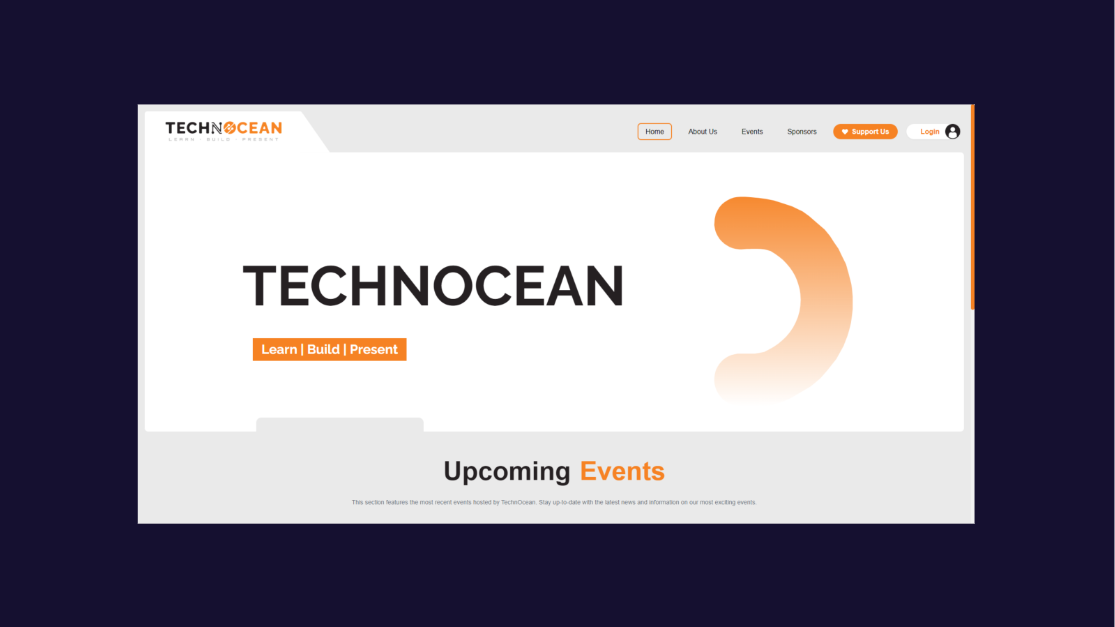 TECHNOCEAN
LEARN · BUILD · PRESENT
Home
About Us
Events
Sponsors
Support Us
Login
TECHNOCEAN
Learn | Build | Present
Upcoming Events
This section features the most recent events hosted by TechnOcean. Stay up-to-date with the latest news and information on our most exciting events.